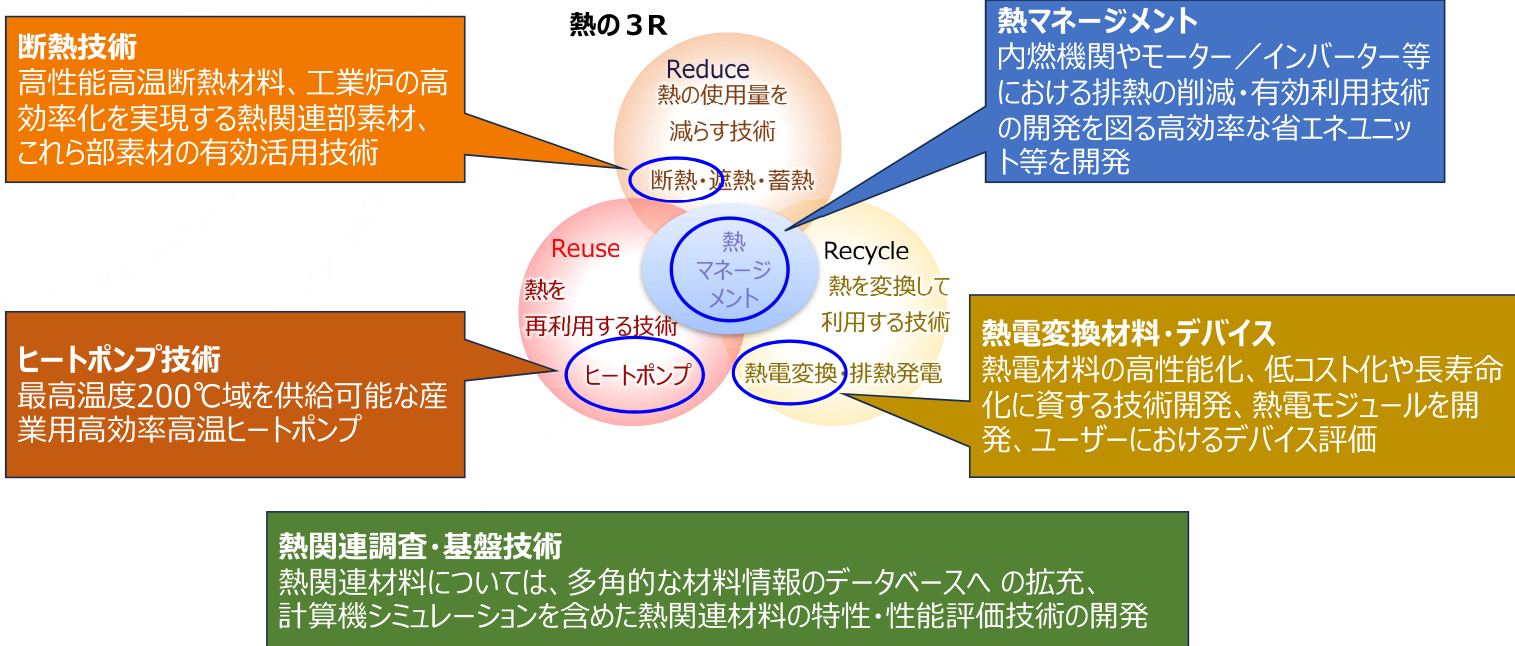 熱の３R
断熱技術
高性能高温断熱材料、工業炉の高
効率化を実現する熱関連部素材、
これら部素材の有効活用技術
Reduce
熱の使用量を
減らす技術
断熱・遮熱・蓄熱
熱マネージメント
内燃機関やモーター／インバーター等
における排熱の削減・有効利用技術
の開発を図る高効率な省エネユニッ
ト等を開発
Reuse
熱を
再利用する技術
ヒートポンプ
熱
マネージ
メント
Recycle
熱を変換して
利用する技術
熱電変換・排熱発電
ヒートポンプ技術
最高温度200℃域を供給可能な産
業用高効率高温ヒートポンプ
熱電変換材料・デバイス
熱電材料の高性能化、低コスト化や長寿命
化に資する技術開発、熱電モジュールを開
発、ユーザーにおけるデバイス評価
熱関連調査・基盤技術
熱関連材料については、多角的な材料情報のデータベースへ の拡充、
計算機シミュレーションを含めた熱関連材料の特性・性能評価技術の開発